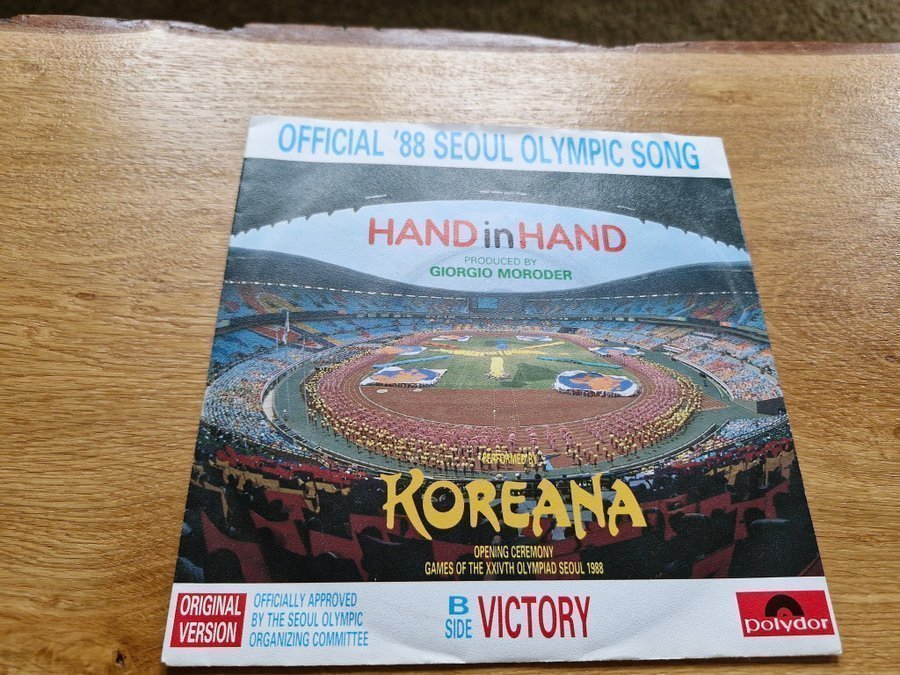 OFFICIAL '88 SEOUL OLYMPIC SONG
HAND in HAND
PRODUCED BY
GIORGIO MORODER
PERFORMED BY
KOREANA
OPENING CEREMONY
GAMES OF THE XXIVTH OLYMPIAD SEOUL 1988
ORIGINAL
VERSION
OFFICIALLY APPROVED
BY THE SEOUL OLYMPIC
ORGANIZING COMMITTEE
B
SIDE
VICTORY
polydor